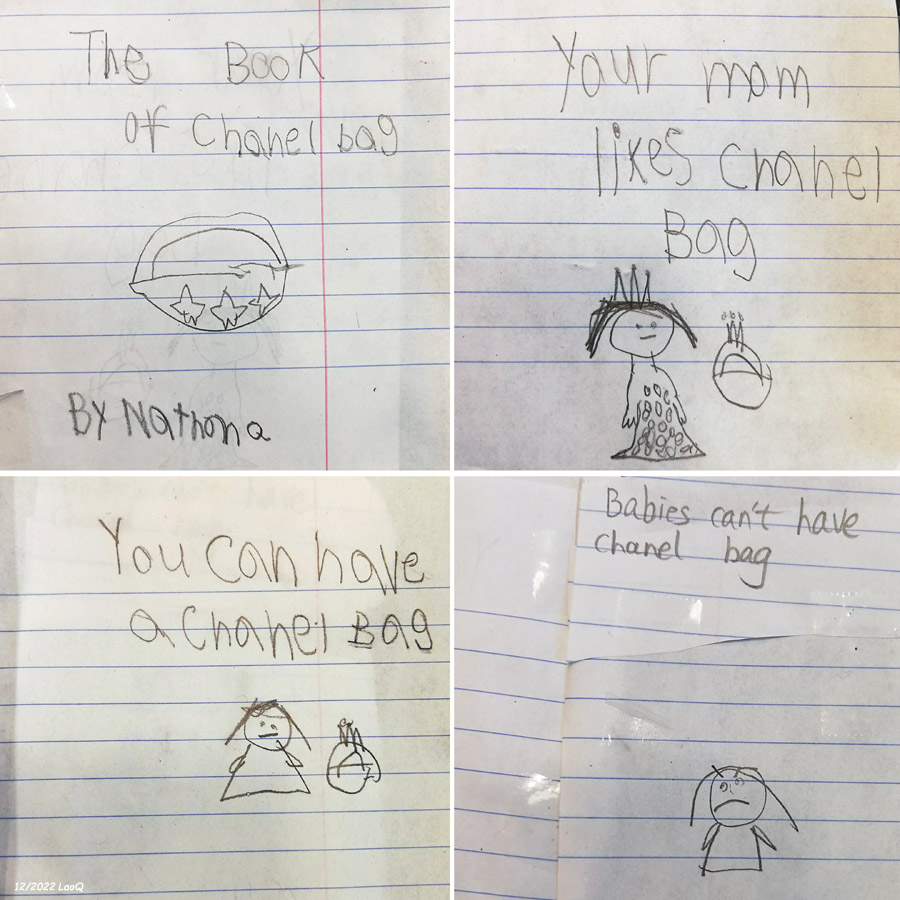 The Book
of Chanel bag
By Nathona
Your mom
likes Chanel
Bag
You can have
a Chanel Bag
Babies can't have
chanel bag
12/2022 LaoQ